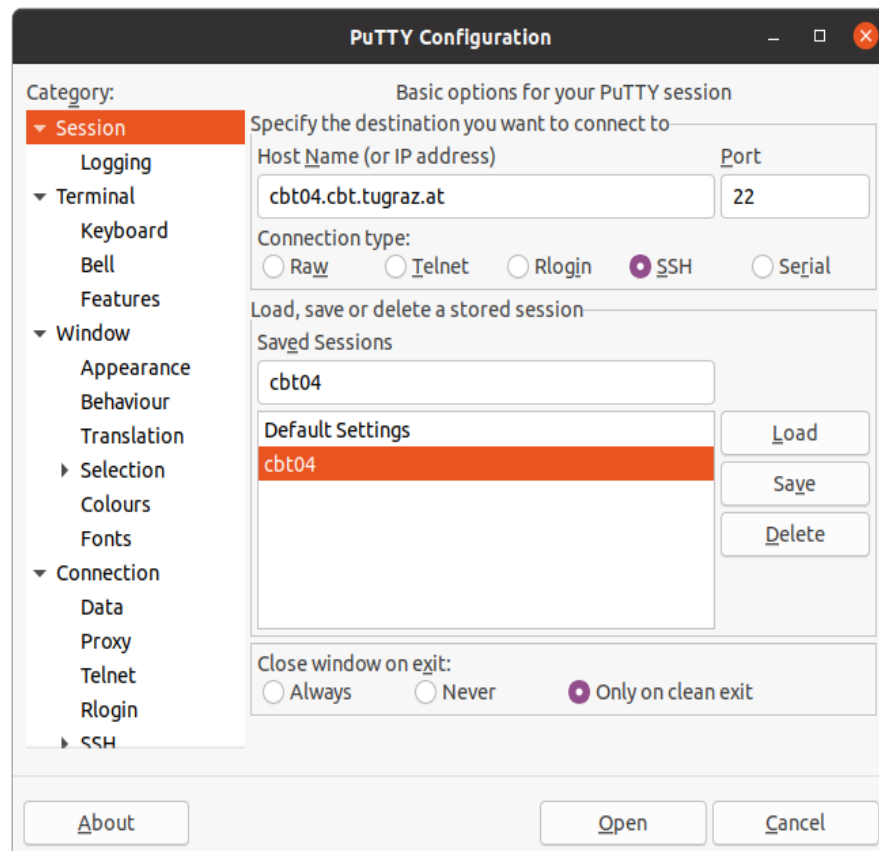 PuTTY Configuration
Category:
Session
Logging
Terminal
Keyboard
Bell
Features
Window
Appearance
Behaviour
Translation
Selection
Colours
Fonts
Connection
Data
Proxy
Telnet
Rlogin
SSH
Basic options for your PuTTY session
Specify the destination you want to connect to
Host Name (or IP address) Port
cbt04.cbt.tugraz.at 22
Connection type:
Raw Telnet Rlogin SSH Serial
Load, save or delete a stored session
Saved Sessions
cbt04
Default Settings
cbt04
Load
Save
Delete
Close window on exit:
Always Never Only on clean exit
About Open Cancel